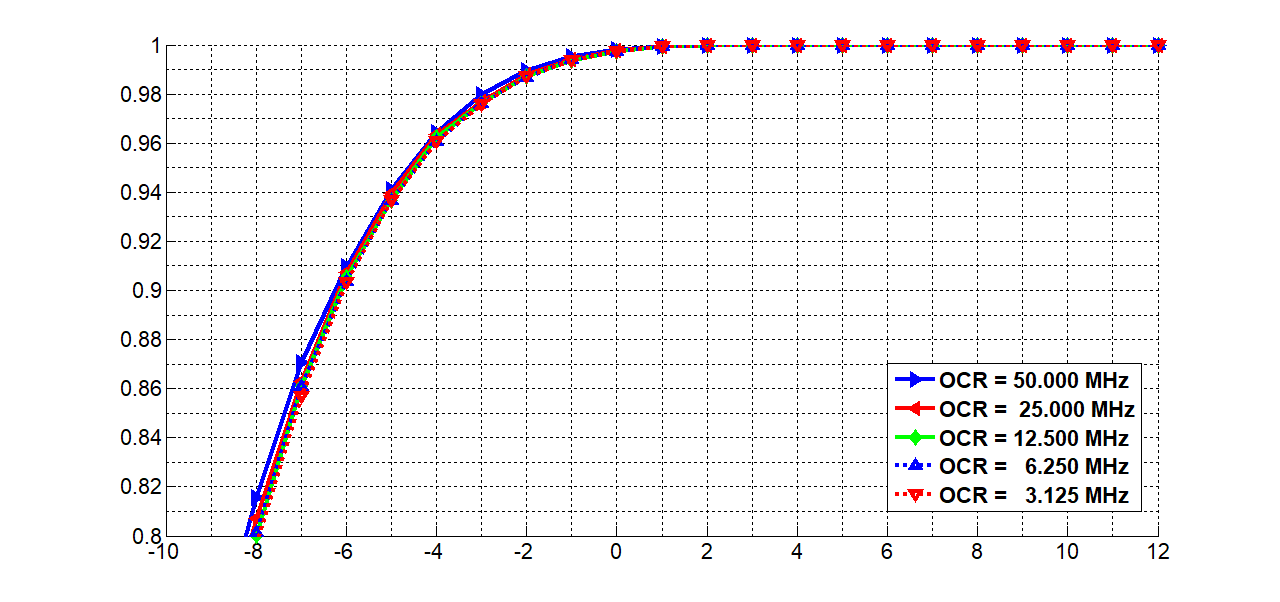 1
0.98
0.96
0.94
0.92
0.9
0.88
0.86
0.84
0.82
0.8
-10 -8 -6 -4 -2 0 2 4 6 8 10 12
OCR = 50.000 MHz
OCR = 25.000 MHz
OCR = 12.500 MHz
OCR = 6.250 MHz
OCR = 3.125 MHz